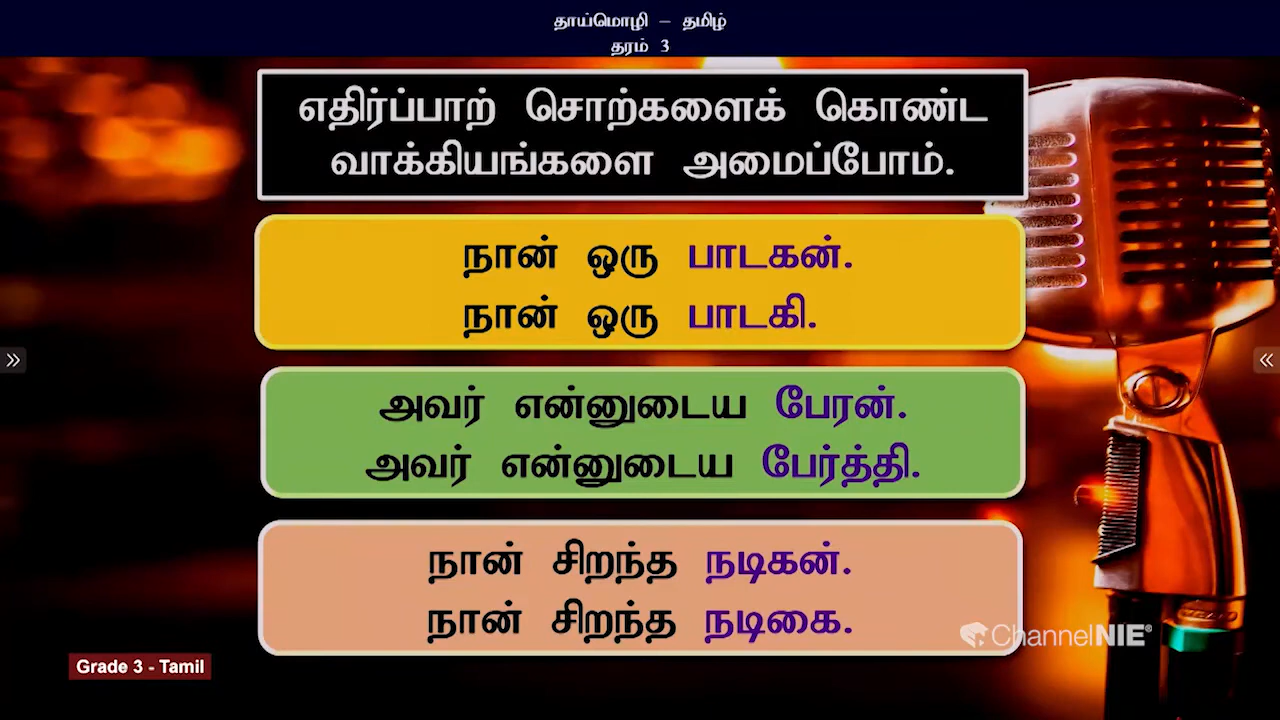 தாய்மொழி – தமிழ்
தரம் 3
எதிர்ப்பாற் சொற்களைக் கொண்ட
வாக்கியங்களை அமைப்போம்.
நான் ஒரு பாடகன்.
நான் ஒரு பாடகி.
அவர் என்னுடைய பேரன்.
அவர் என்னுடைய பேர்த்தி.
நான் சிறந்த நடிகன்.
நான் சிறந்த நடிகை.
ChannelNIE®
Grade 3 - Tamil